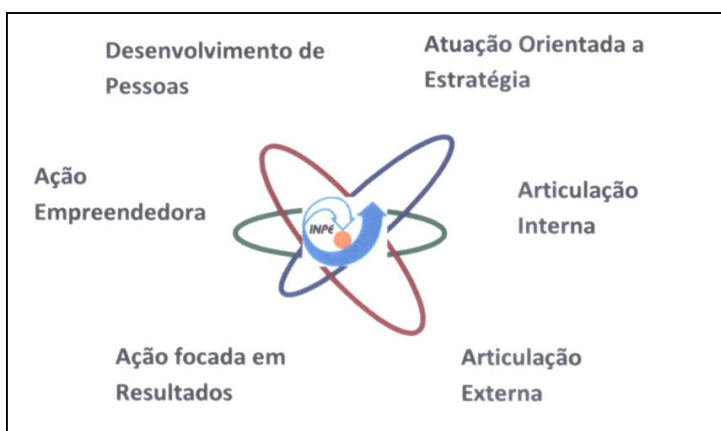 Desenvolvimento de
Pessoas
Atuação Orientada a
Estratégia
Ação
Empreendedora
INPE
Articulação
Interna
Ação focada em
Resultados
Articulação
Externa